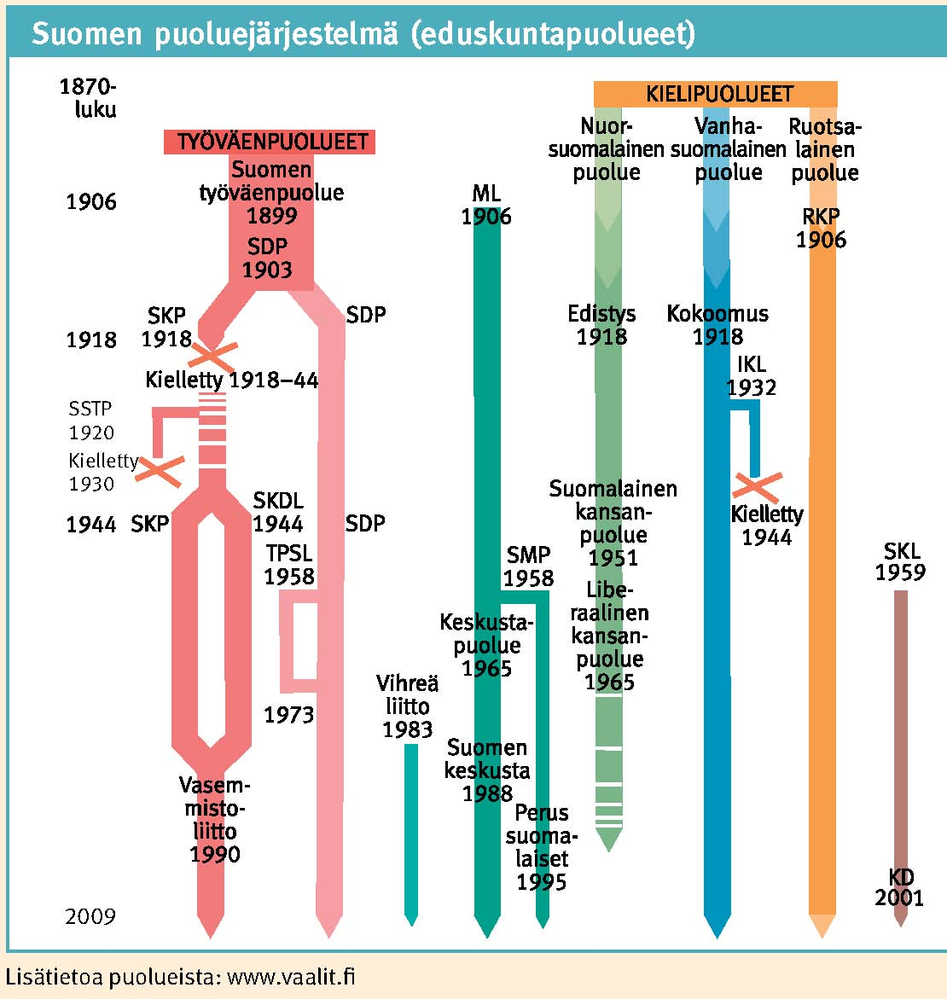 Suomen puoluejärjestelmä (eduskuntapuolueet)
1870-
luku
KIELIPUOLUEET
TYÖVÄENPUOLUEET
Nuor-
suomalainen
puolue
Vanha-
suomalainen
puolue
Ruotsa-
lainen
puolue
1906
Suomen
työväenpuolue
1899
SDP
1903
ML
1906
RKP
1906
1918
SKP
1918
SDP
Edistys
1918
Kokoomus
1918
Kielletty 1918–44
IKL
1932
SSTP
1920
Kielletty
1930
Kielletty
1944
1944
SKP
SKDL
1944
SDP
TPSL
1958
1973
SMP
1958
Suomalainen
kansan-
puolue
1951
Libe-
raalinen
kansan-
puolue
1965
SKL
1959
Keskusta-
puolue
1965
Vihreä
liitto
1983
Suomen
keskusta
1988
Vasem-
misto-
liitto
1990
Perus
suoma-
laiset
1995
KD
2001
2009
Lisätietoa puolueista: www.vaalit.fi